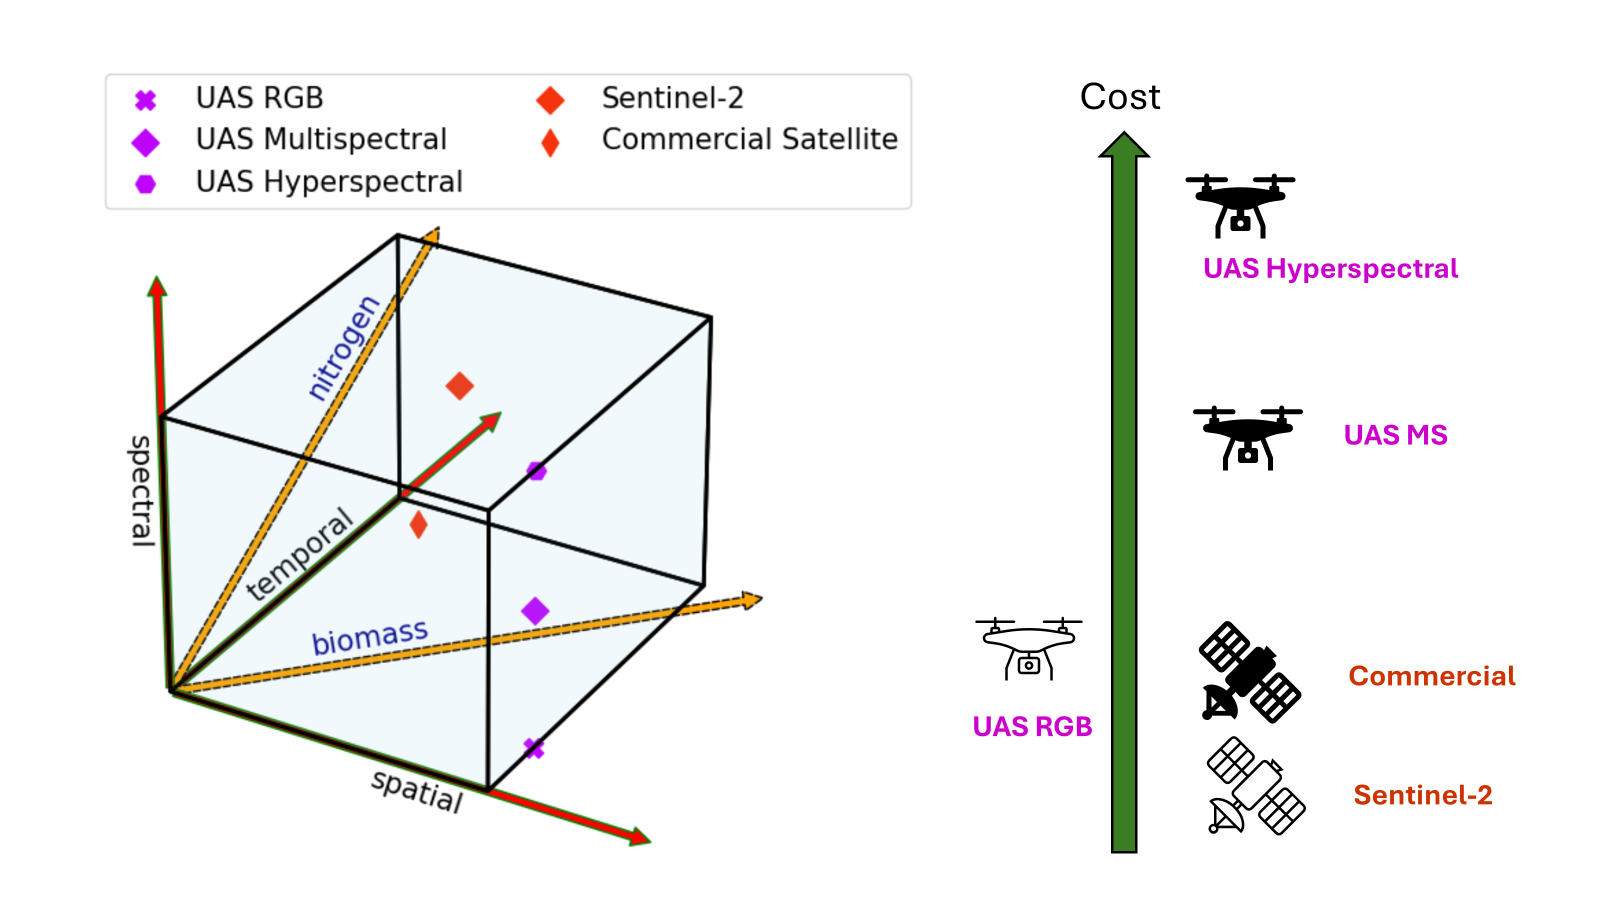 UAS RGB
UAS Multispectral
UAS Hyperspectral
Sentinel-2
Commercial Satellite
nitrogen
spectral
temporal
biomass
spatial
Cost
UAS Hyperspectral
UAS MS
UAS RGB
Commercial
Sentinel-2